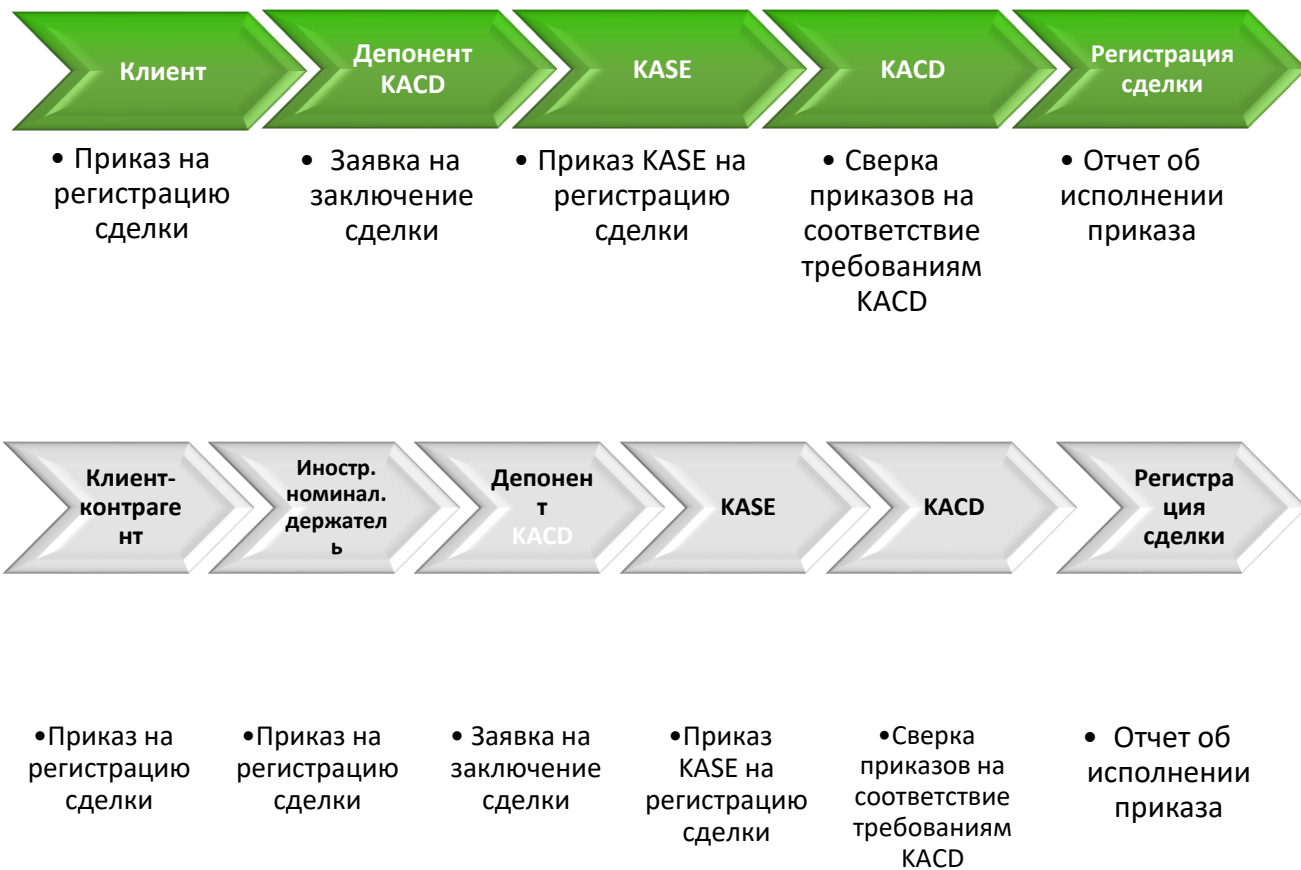 Клиент
Депонент
KACD
KASE
KACD
Регистрация
сделки
• Приказ на
регистрацию
сделки
• Заявка на
заключение
сделки
• Приказ KASE на
регистрацию
сделки
• Сверка
приказов на
соответствие
требованиям
KACD
• Отчет об
исполнении
приказа
Клиент-
контраге
нт
Иностр.
номинал.
держател
ь
Депонен
т
KACD
KASE
KACD
Регистра
ция
сделки
•Приказ на
регистрацию
сделки
•Приказ на
регистрацию
сделки
• Заявка на
заключение
сделки
•Приказ
KASE на
регистрацию
сделки
•Сверка
приказов на
соответствие
требованиям
KACD
• Отчет об
исполнении
приказа